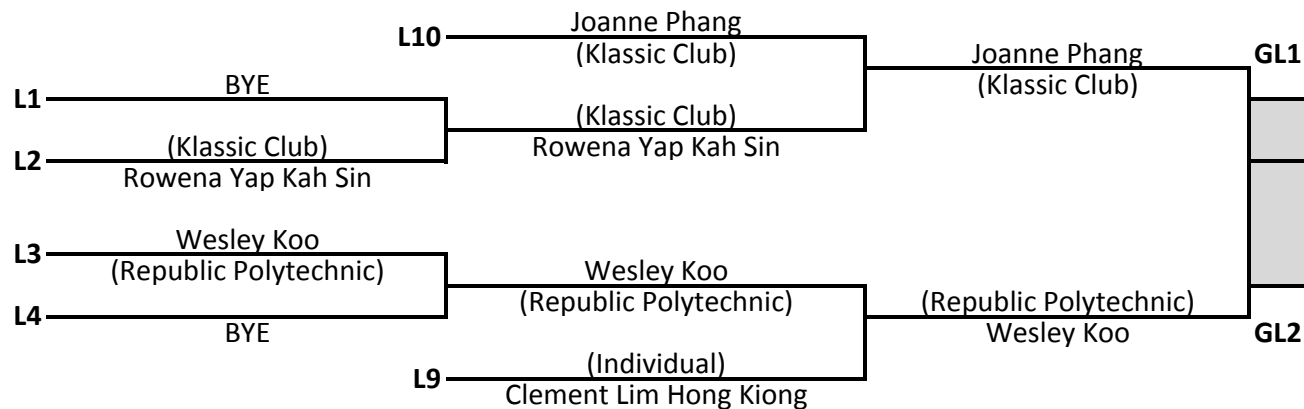 L10
Joanne Phang
(Klassic Club)
Joanne Phang
(Klassic Club)
GL1
L1
BYE
(Klassic Club)
Rowena Yap Kah Sin
L2
(Klassic Club)
Rowena Yap Kah Sin
L3
Wesley Koo
(Republic Polytechnic)
Wesley Koo
(Republic Polytechnic)
L4
BYE
(Republic Polytechnic)
Wesley Koo
GL2
L9
(Individual)
Clement Lim Hong Kiong